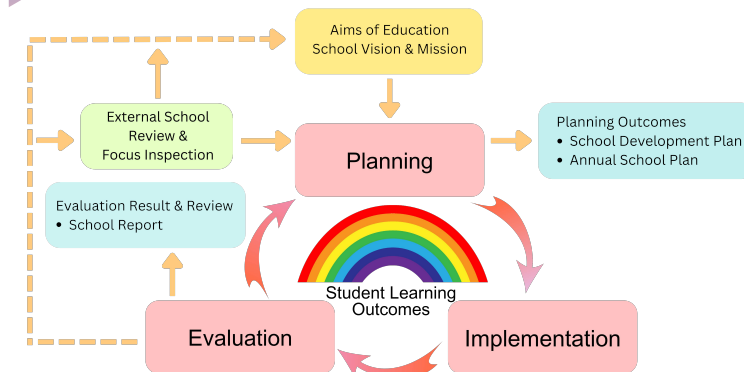 Aims of Education
School Vision & Mission
External School
Review &
Focus Inspection
Planning
Planning Outcomes
• School Development Plan
• Annual School Plan
Evaluation Result & Review
• School Report
Student Learning
Outcomes
Evaluation
Implementation